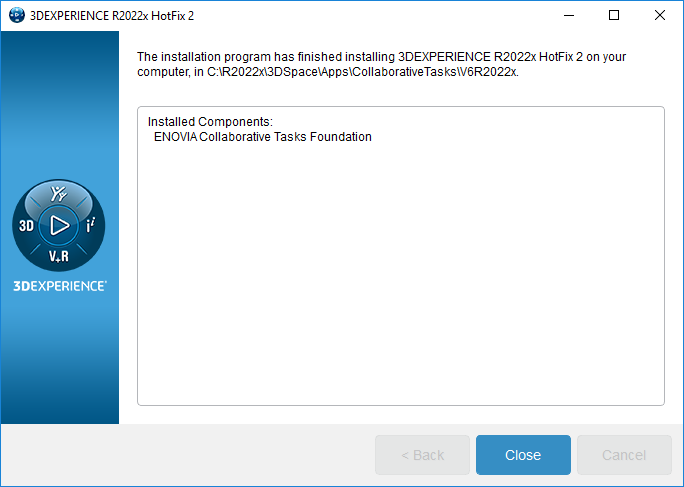 3DEXPERIENCE R2022x HotFix 2
The installation program has finished installing 3DEXPERIENCE R2022x HotFix 2 on your
computer, in C:\R2022x\3DSpace\Apps\CollaborativeTasks\V6R2022x.
Installed Components:
ENOVIA Collaborative Tasks Foundation
3D
i²
V+R
3DEXPERIENCE
< Back
Close
Cancel